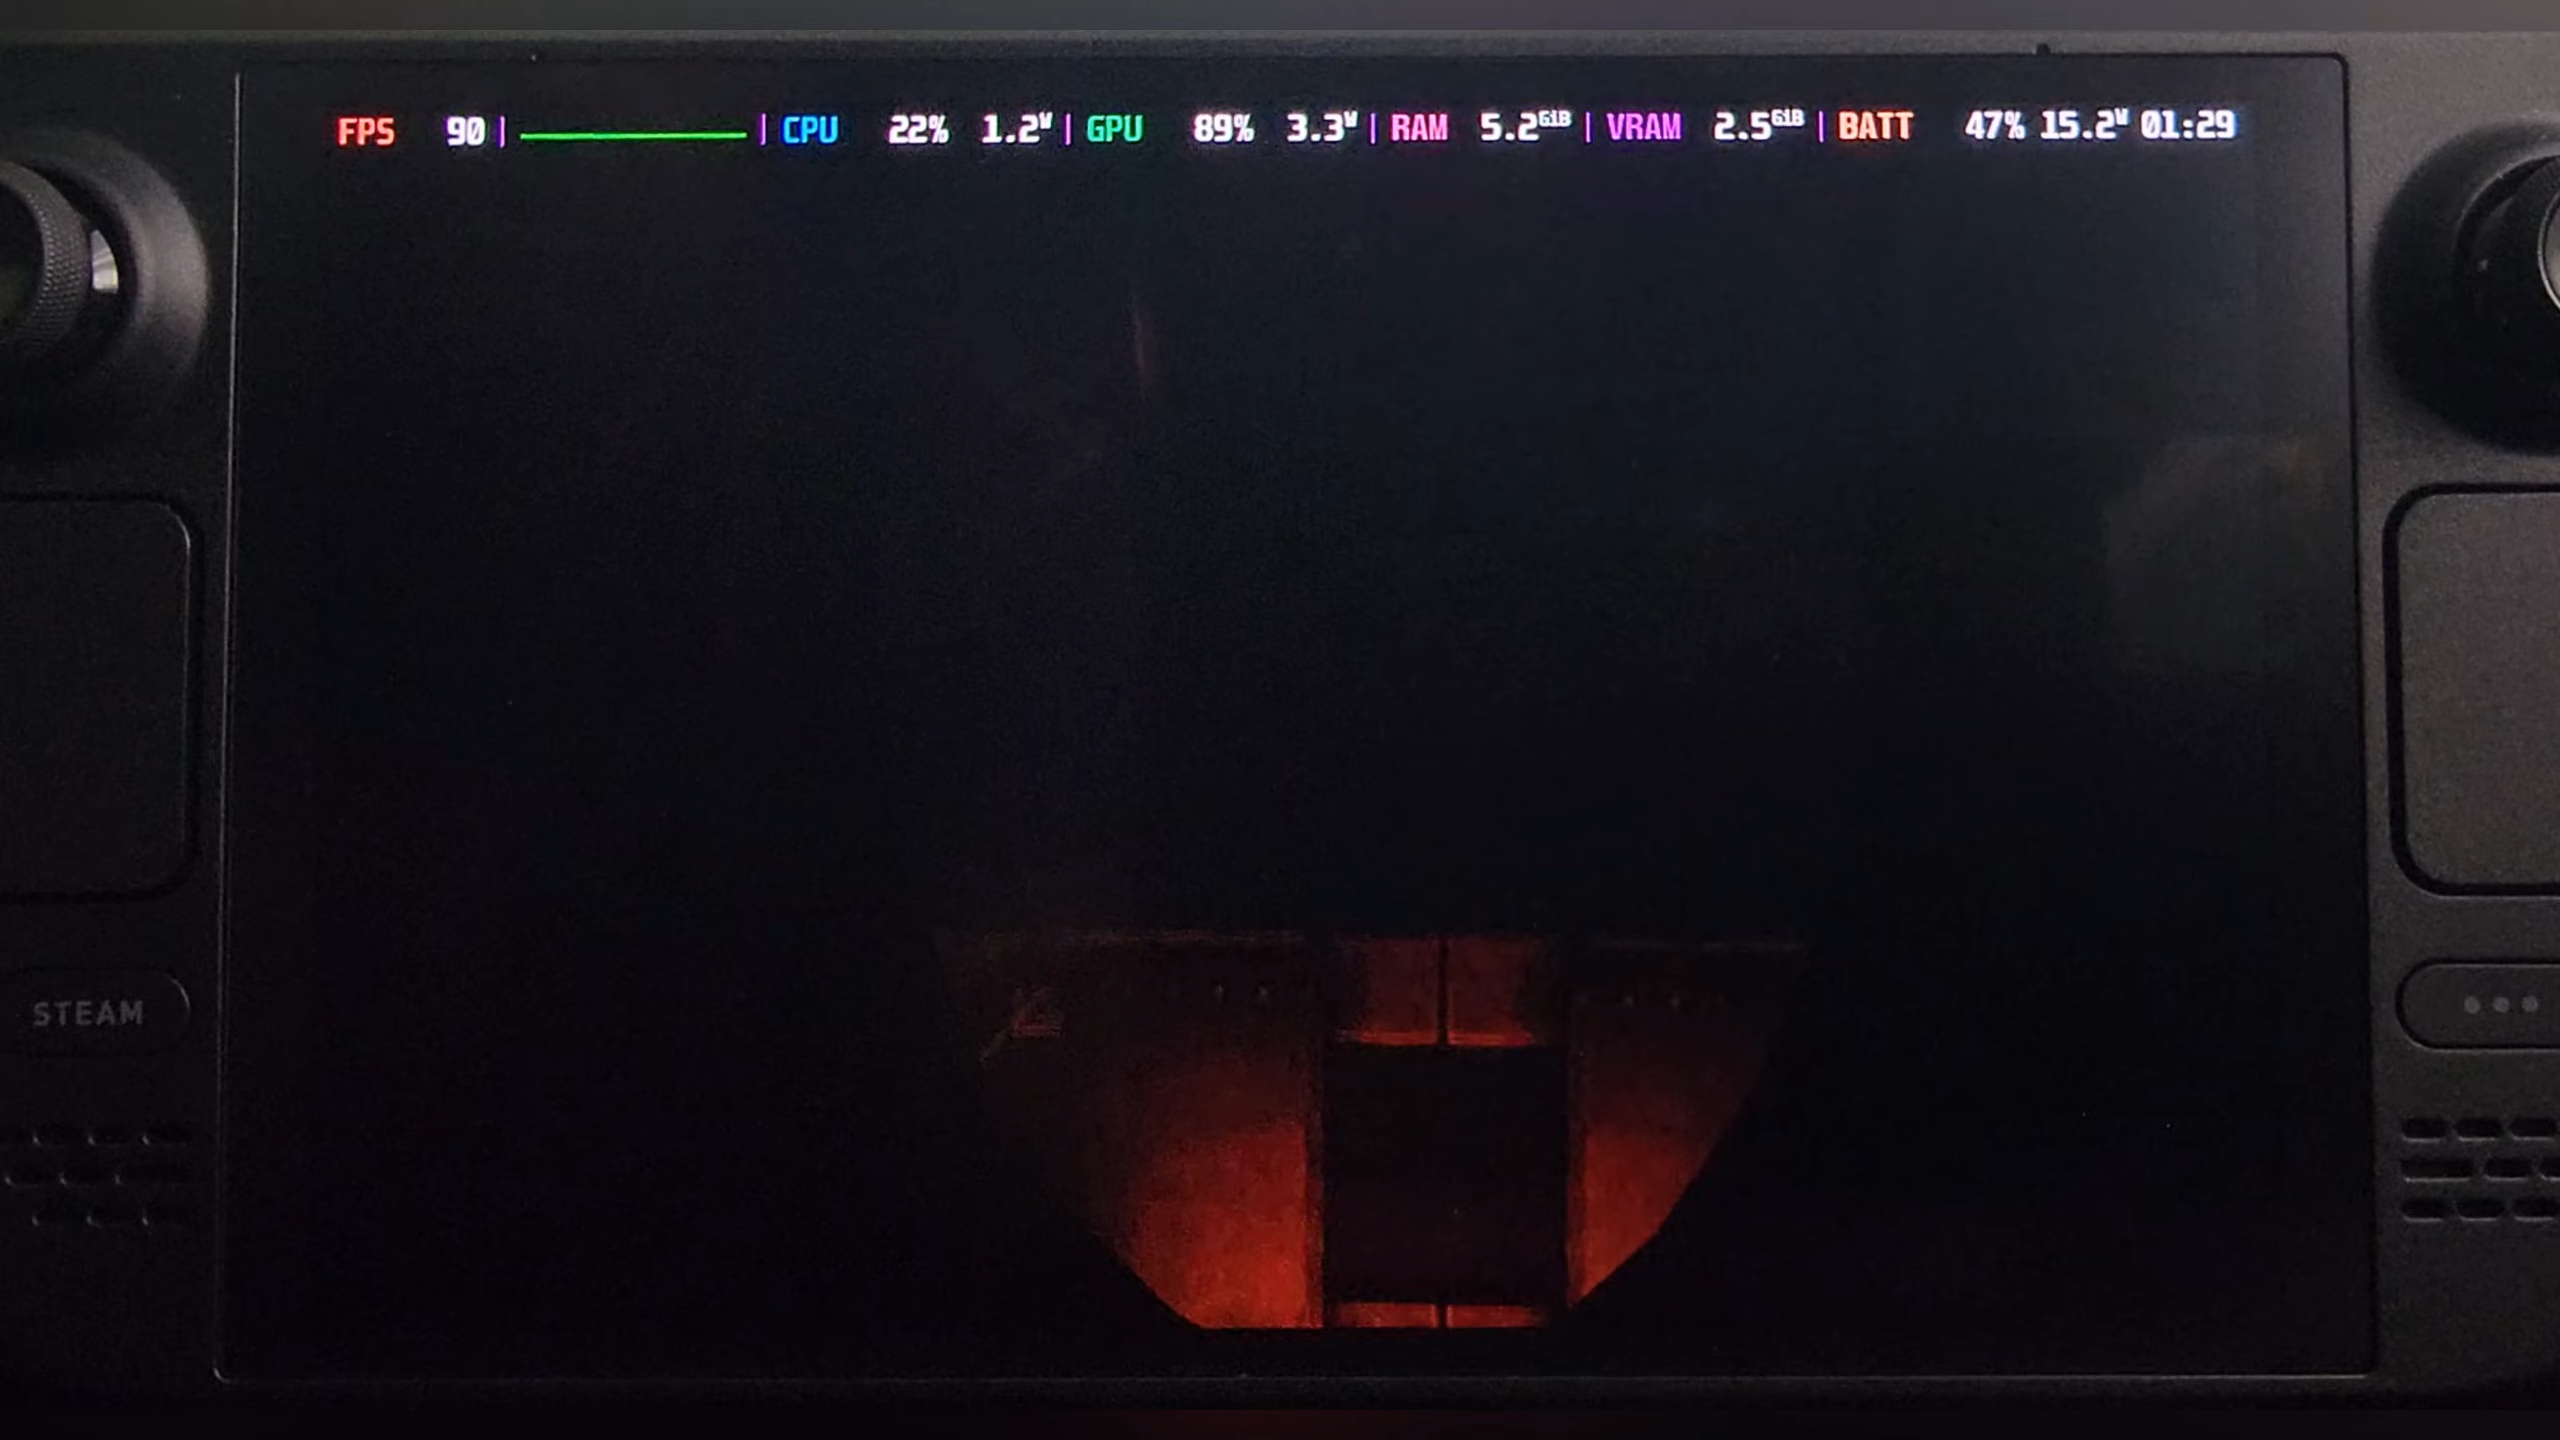 FPS 90 | | CPU 22% 1.2W | GPU 89% 3.3W | RAM 5.2GiB | VRAM 2.5GiB | BATT 47% 15.2W 01:29
STEAM